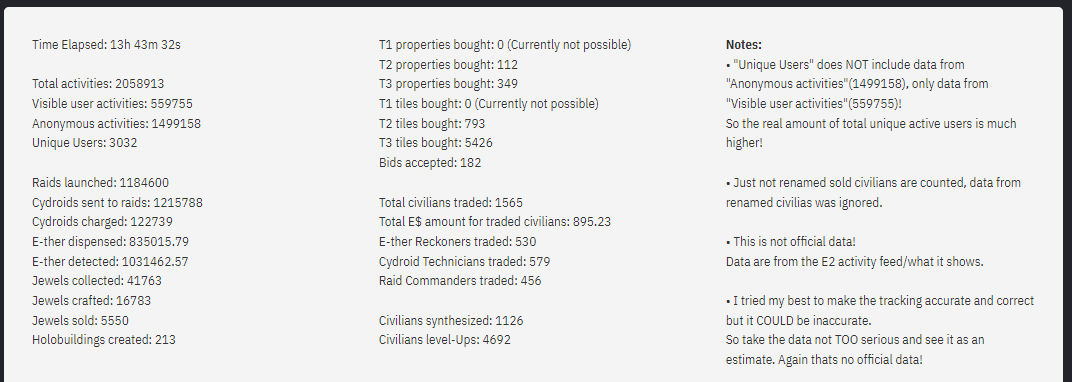 Time Elapsed: 13h 43m 32s
Total activities: 2058913
Visible user activities: 559755
Anonymous activities: 1499158
Unique Users: 3032
Raids launched: 1184600
Cydroids sent to raids: 1215788
Cydroids charged: 122739
E-ther dispensed: 835015.79
E-ther detected: 1031462.57
Jewels collected: 41763
Jewels crafted: 16783
Jewels sold: 5550
Holobuildings created: 213
T1 properties bought: 0 (Currently not possible)
T2 properties bought: 112
T3 properties bought: 349
T1 tiles bought: 0 (Currently not possible)
T2 tiles bought: 793
T3 tiles bought: 5426
Bids accepted: 182
Total civilians traded: 1565
Total E$ amount for traded civilians: 895.23
E-ther Reckoners traded: 530
Cydroid Technicians traded: 579
Raid Commanders traded: 456
Civilians synthesized: 1126
Civilians level-Ups: 4692
Notes:
• "Unique Users" does NOT include data from
"Anonymous activities"(1499158), only data from
"Visible user activities"(559755)!
So the real amount of total unique active users is much
higher!
• Just not renamed sold civilians are counted, data from
renamed civilias was ignored.
• This is not official data!
Data are from the E2 activity feed/what it shows.
• I tried my best to make the tracking accurate and correct
but it COULD be inaccurate.
So take the data not TOO serious and see it as an
estimate. Again thats no official data!